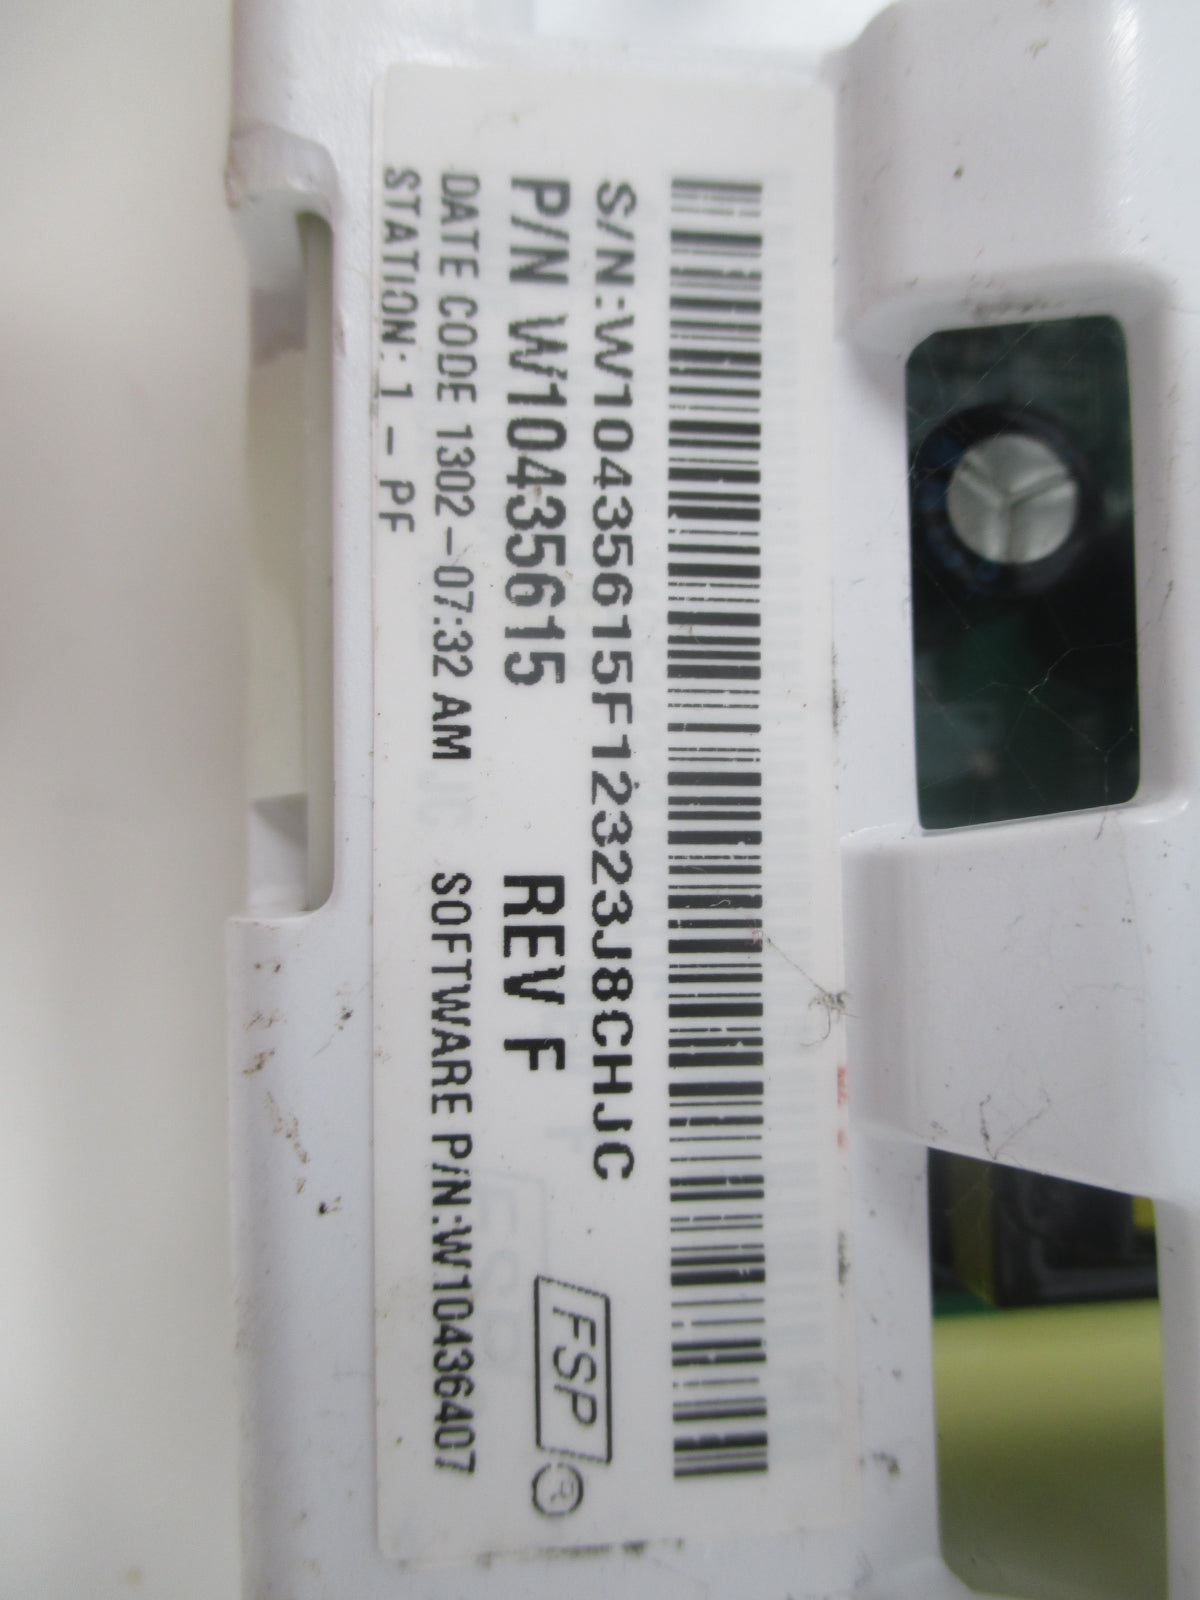 S/N:W10435615F12323J8CHJC
P/N W10435615 REV F FSP®
DATE CODE 1302-07:32 AM SOFTWARE P/N:W10436407
STATION: 1 - PF